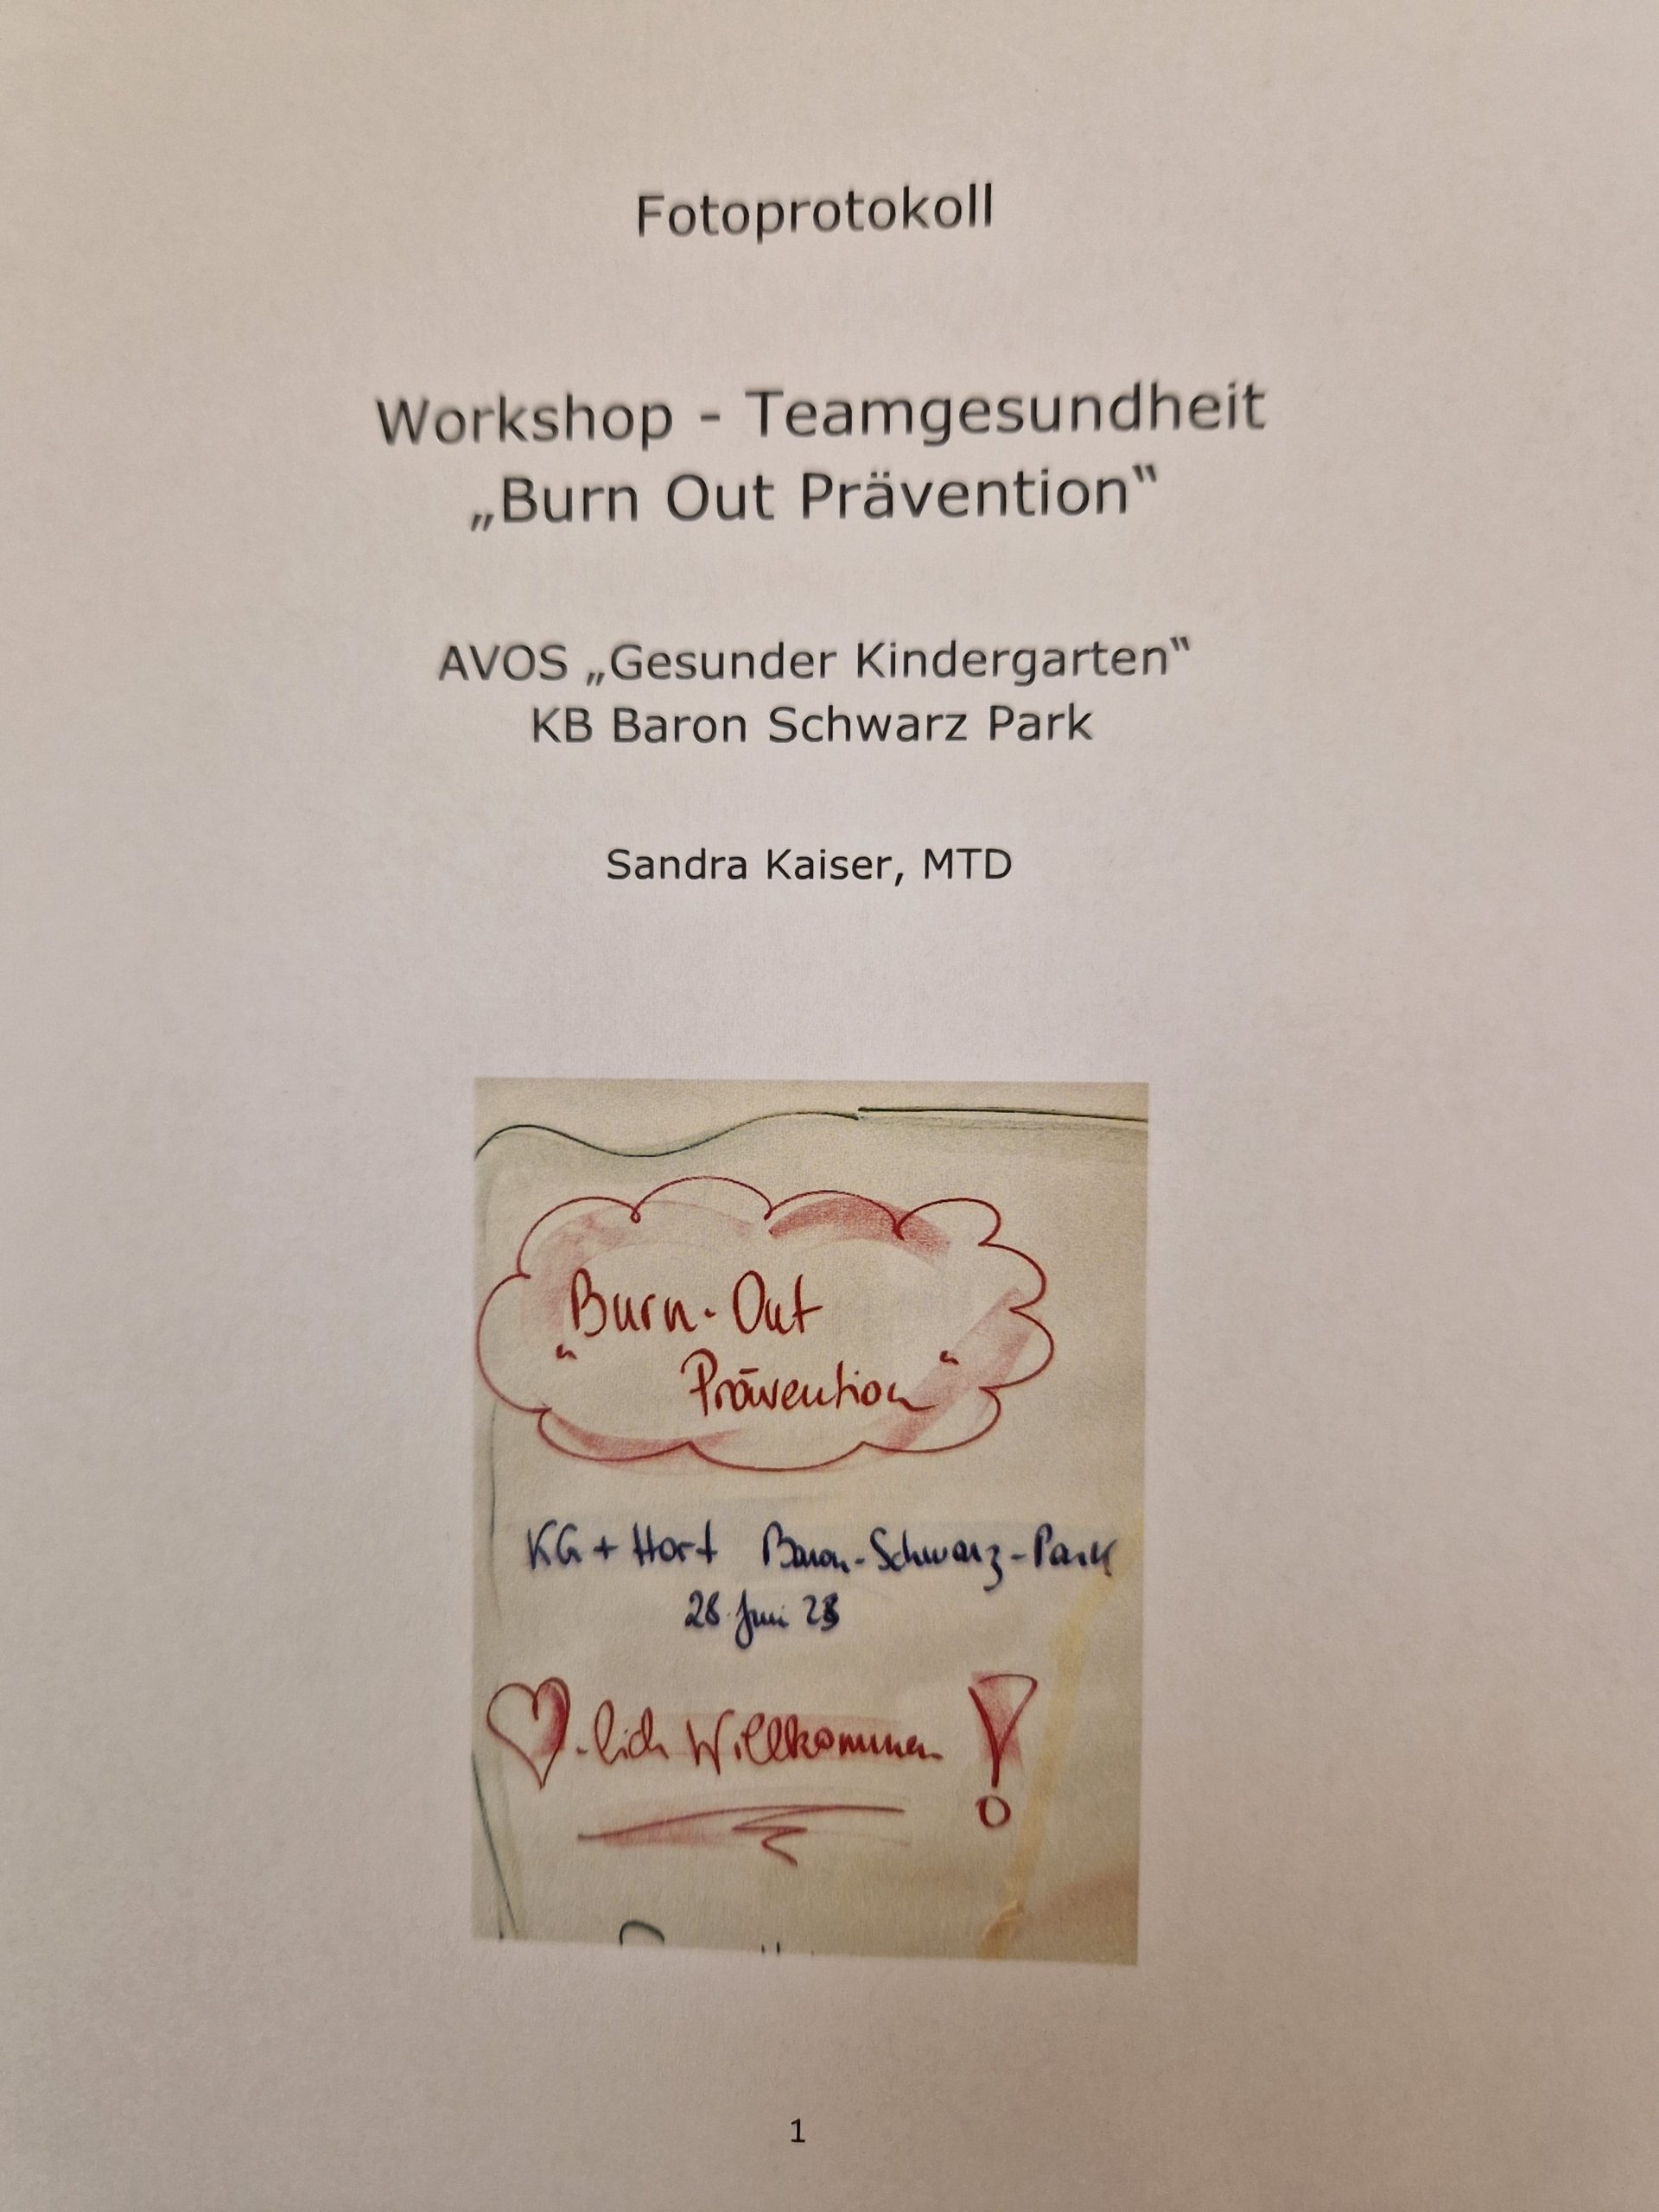 Fotoprotokoll
Workshop - Teamgesundheit
„Burn Out Prävention“
AVOS „Gesunder Kindergarten“
KB Baron Schwarz Park
Sandra Kaiser, MTD
Burn-Out
" Prävention "
KG + Hort Baron-Schwarz-Park
28. Juni 23
♡-lich Willkommen !
1